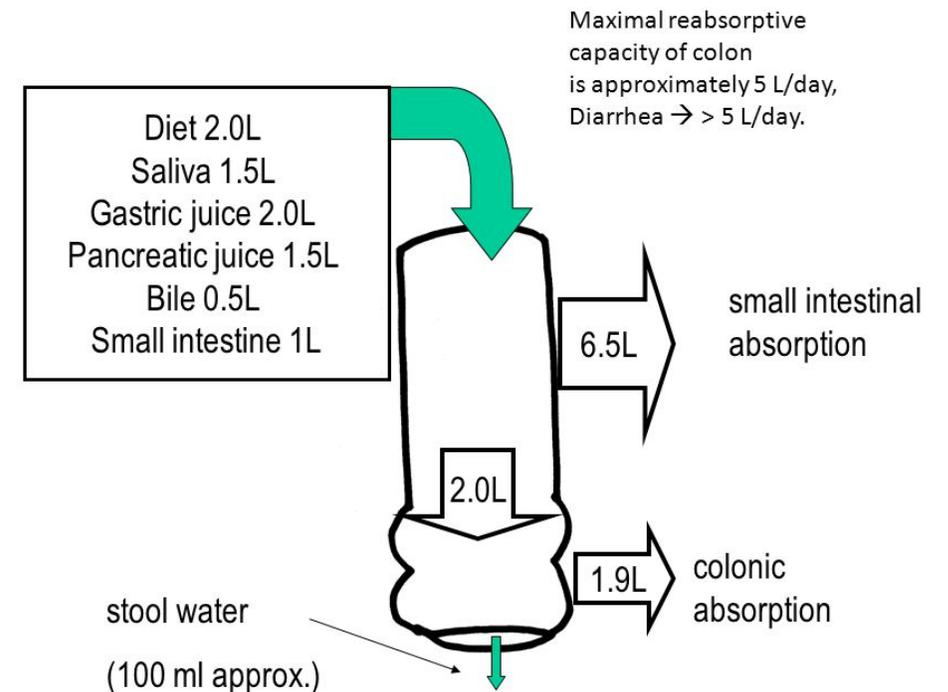 Maximal reabsorptive
capacity of colon
is approximately 5 L/day,
Diarrhea → > 5 L/day.
Diet 2.0L
Saliva 1.5L
Gastric juice 2.0L
Pancreatic juice 1.5L
Bile 0.5L
Small intestine 1L
6.5L
small intestinal
absorption
2.0L
1.9L
colonic
absorption
stool water
(100 ml approx.)